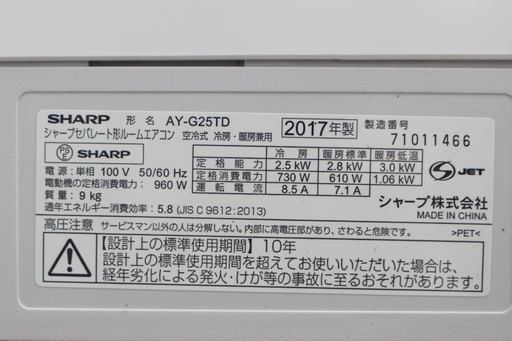 SHARP 形名 AY-G25TD 2017年製 製造番号
シャープセパレート形ルームエアコン 空冷式 冷房・暖房兼用 71011466
PSE SHARP 冷房 暖房標準 暖房低温
定格能力 2.5 kW 2.8 kW 3.0 kW
電源：単相 100 V 50/60 Hz 定格消費電力 730 W 610 W 1.06 kW JET
電動機の定格消費電力： 960 W 運転電流 8.5 A 7.1 A
質量：9 kg シャープ株式会社
通年エネルギー消費効率：5.8 (JIS C 9612:2013) MADE IN CHINA
高圧注意 サービスマン以外の人は分解しない。内部に高電圧部があり、さわると危険です。 >PET<
【設計上の標準使用期間】10年
設計上の標準使用期間を超えてお使いいただいた場合は、
経年劣化による発火・けが等の事故に至るおそれがあります。